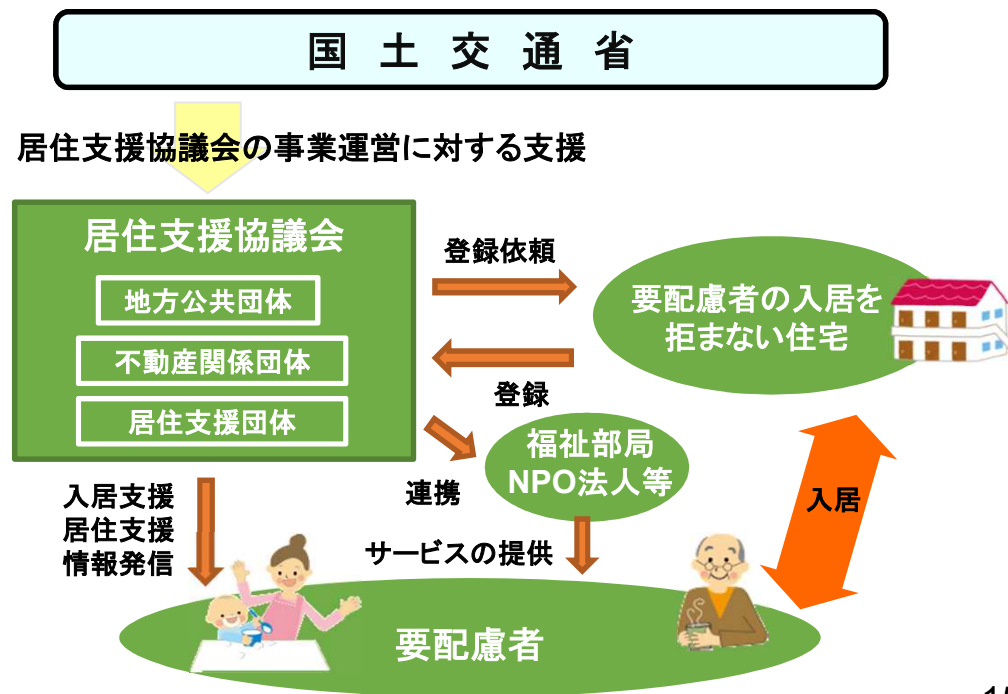 国土交通省
居住支援協議会の事業運営に対する支援
居住支援協議会
地方公共団体
不動産関係団体
居住支援団体
登録依頼
登録
要配慮者の入居を
拒まない住宅
連携
福祉部局
NPO法人等
入居
入居支援
居住支援
情報発信
サービスの提供
要配慮者